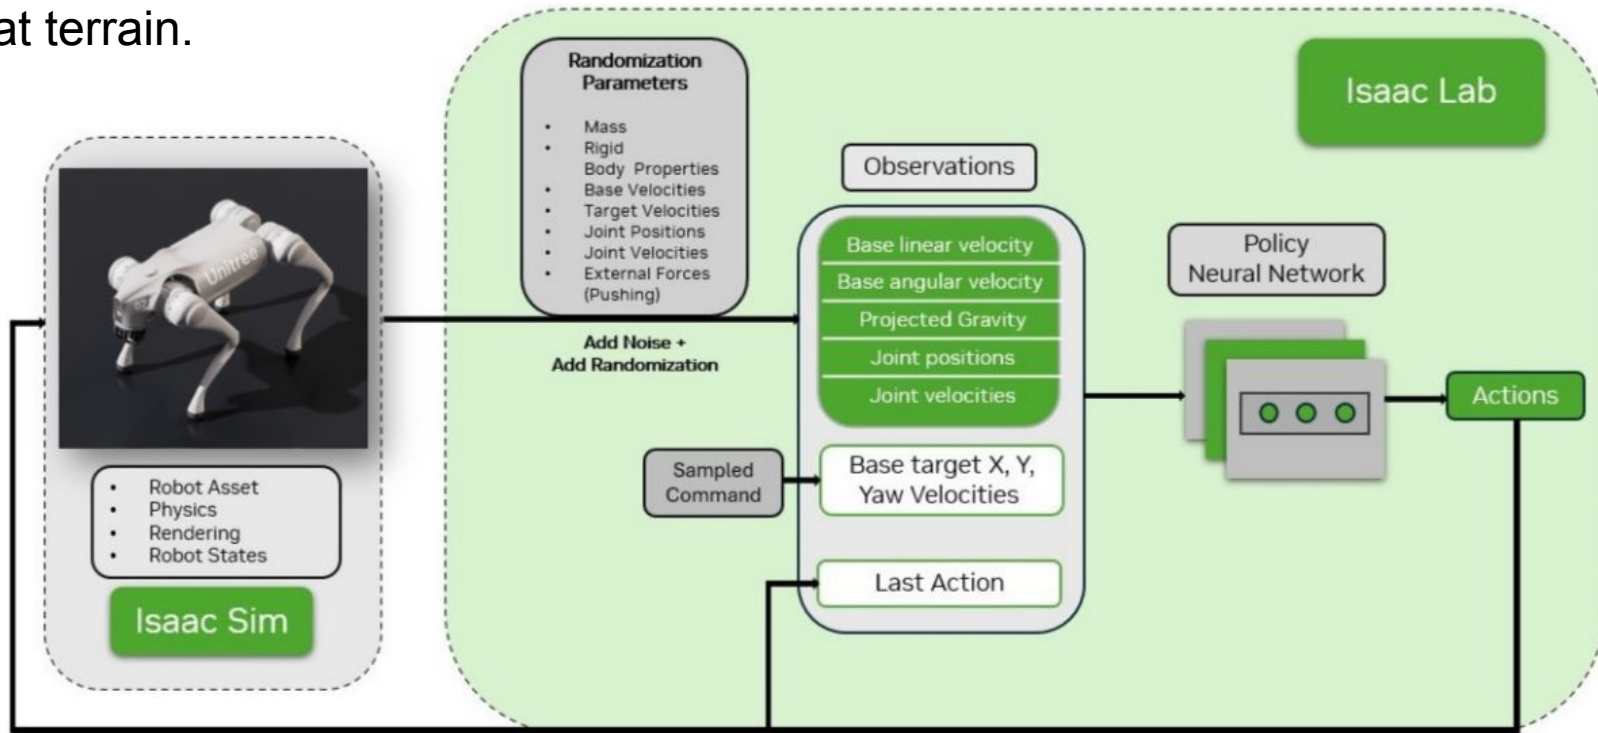 at terrain.
Randomization
Parameters
• Mass
• Rigid
Body Properties
• Base Velocities
• Target Velocities
• Joint Positions
• Joint Velocities
• External Forces
(Pushing)
Isaac Lab
Observations
Unitree
Base linear velocity
Base angular velocity
Projected Gravity
Joint positions
Joint velocities
Policy
Neural Network
Add Noise +
Add Randomization
Actions
Sampled
Command
Base target X, Y,
Yaw Velocities
• Robot Asset
• Physics
• Rendering
• Robot States
Last Action
Isaac Sim